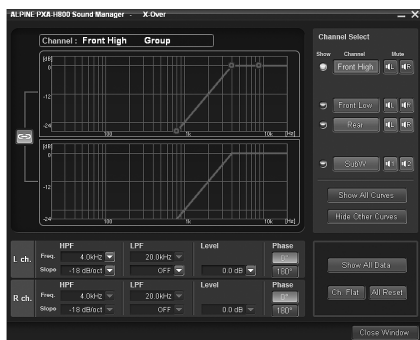 ALPINE PXA-H800 Sound Manager - X-Over
Channel : Front High Group
[dB]
0
-12
-24
100 1k 10k [Hz]
[dB]
0
-12
-24
100 1k 10k [Hz]
Channel Select
Show Channel Mute
Front High L R
Front Low L R
Rear L R
SubW 1 2
Show All Curves
Hide Other Curves
HPF LPF Level Phase
L ch. Freq. 4.0kHz 20.0kHz 0°
Slope -18 dB/oct OFF 0.0 dB 180°
HPF LPF Level Phase
R ch. Freq. 4.0kHz 20.0kHz 0°
Slope -18 dB/oct OFF 0.0 dB 180°
Show All Data
Ch. Flat All Reset
Close Window